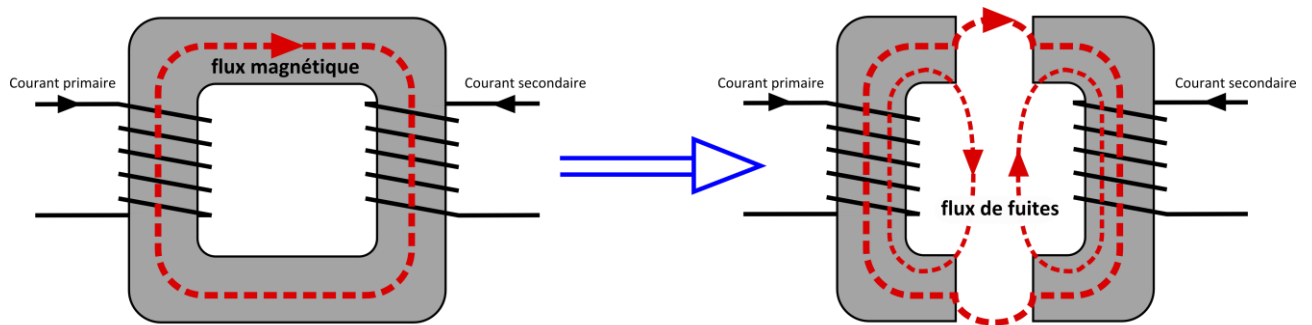 flux magnétique
Courant primaire
Courant secondaire
Courant primaire
Courant secondaire
flux de fuites